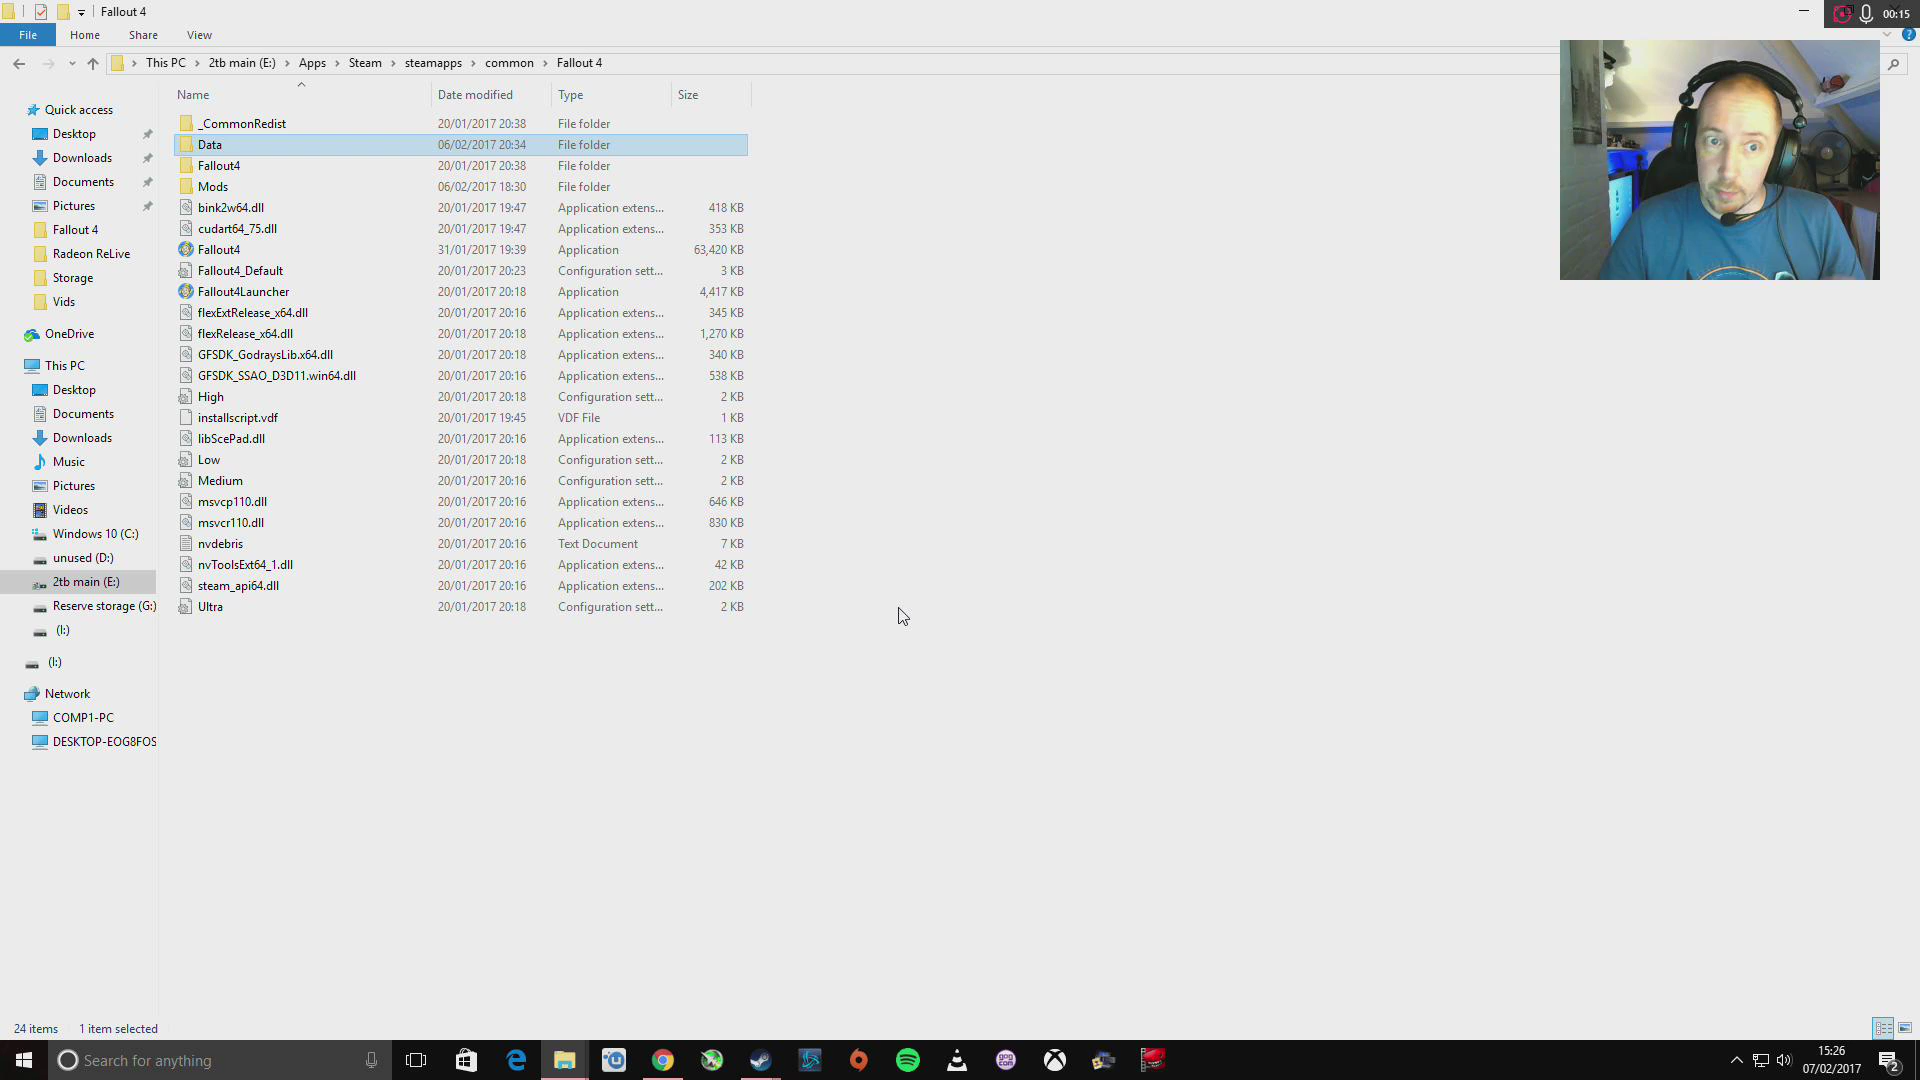 Fallout 4
00:15
File Home Share View
This PC 2tb main (E:) Apps Steam steamapps common Fallout 4
Name Date modified Type Size
Quick access
Desktop
Downloads
Documents
Pictures
Fallout 4
Radeon ReLive
Storage
Vids
OneDrive
This PC
Desktop
Documents
Downloads
Music
Pictures
Videos
Windows 10 (C:)
unused (D:)
2tb main (E:)
Reserve storage (G:)
(I:)
(I:)
Network
COMP1-PC
DESKTOP-EOG8FOS
_CommonRedist 20/01/2017 20:38 File folder
Data 06/02/2017 20:34 File folder
Fallout4 20/01/2017 20:38 File folder
Mods 06/02/2017 18:30 File folder
bink2w64.dll 20/01/2017 19:47 Application extens... 418 KB
cudart64_75.dll 20/01/2017 19:47 Application extens... 353 KB
Fallout4 31/01/2017 19:39 Application 63,420 KB
Fallout4_Default 20/01/2017 20:23 Configuration sett... 3 KB
Fallout4Launcher 20/01/2017 20:18 Application 4,417 KB
flexExtRelease_x64.dll 20/01/2017 20:16 Application extens... 345 KB
flexRelease_x64.dll 20/01/2017 20:18 Application extens... 1,270 KB
GFSDK_GodraysLib.x64.dll 20/01/2017 20:18 Application extens... 340 KB
GFSDK_SSAO_D3D11.win64.dll 20/01/2017 20:16 Application extens... 538 KB
High 20/01/2017 20:18 Configuration sett... 2 KB
installscript.vdf 20/01/2017 19:45 VDF File 1 KB
libScePad.dll 20/01/2017 20:16 Application extens... 113 KB
Low 20/01/2017 20:18 Configuration sett... 2 KB
Medium 20/01/2017 20:16 Configuration sett... 2 KB
msvcp110.dll 20/01/2017 20:16 Application extens... 646 KB
msvcr110.dll 20/01/2017 20:16 Application extens... 830 KB
nvdebris 20/01/2017 20:16 Text Document 7 KB
nvToolsExt64_1.dll 20/01/2017 20:16 Application extens... 42 KB
steam_api64.dll 20/01/2017 20:16 Application extens... 202 KB
Ultra 20/01/2017 20:18 Configuration sett... 2 KB
24 items 1 item selected
Search for anything
gog com
15:26
07/02/2017
2